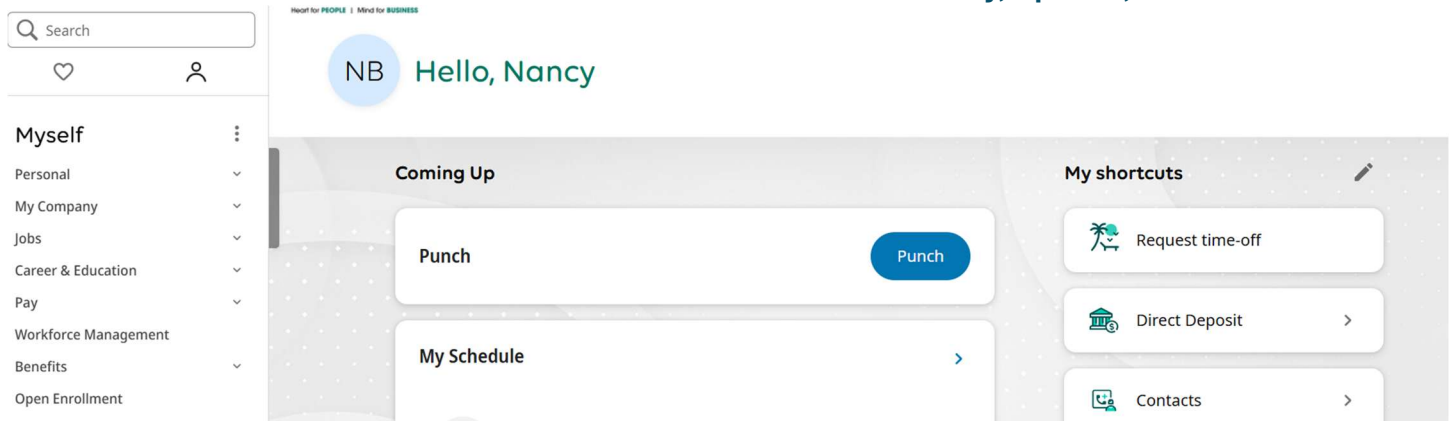 Heart for PEOPLE | Mind for BUSINESS
Search
NB
Hello, Nancy
Myself
Personal
My Company
Jobs
Career & Education
Pay
Workforce Management
Benefits
Open Enrollment
Coming Up
Punch
Punch
My Schedule
My shortcuts
Request time-off
Direct Deposit
Contacts